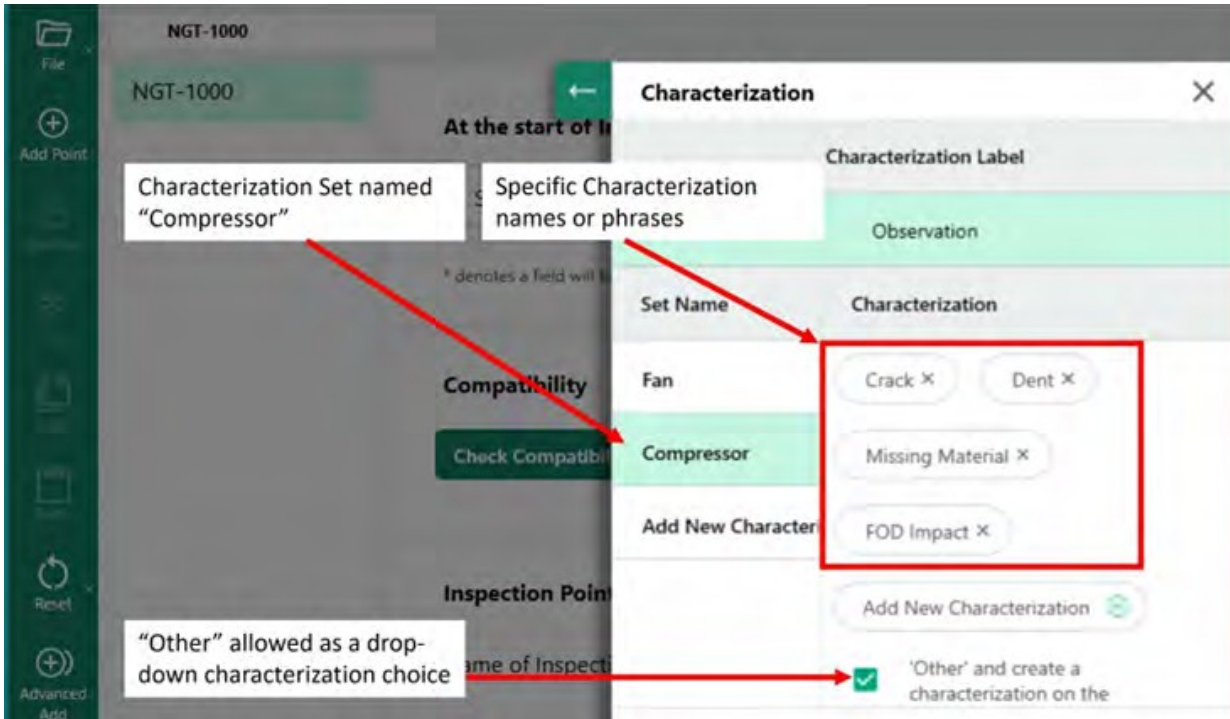 NGT-1000
File
NGT-1000
Characterization
At the start of
Add Point
Characterization Label
Characterization Set named
"Compressor"
Specific Characterization
names or phrases
Observation
* denotes a field will
Set Name
Characterization
Compatibility
Fan
Crack ×
Dent ×
Check Compatibi
Compressor
Missing Material ×
Add New Characteri
FOD Impact ×
Reset
Inspection Point
Add New Characterization
"Other" allowed as a drop-
down characterization choice
ame of Inspecti
'Other' and create a
characterization on the
Advanced
Add